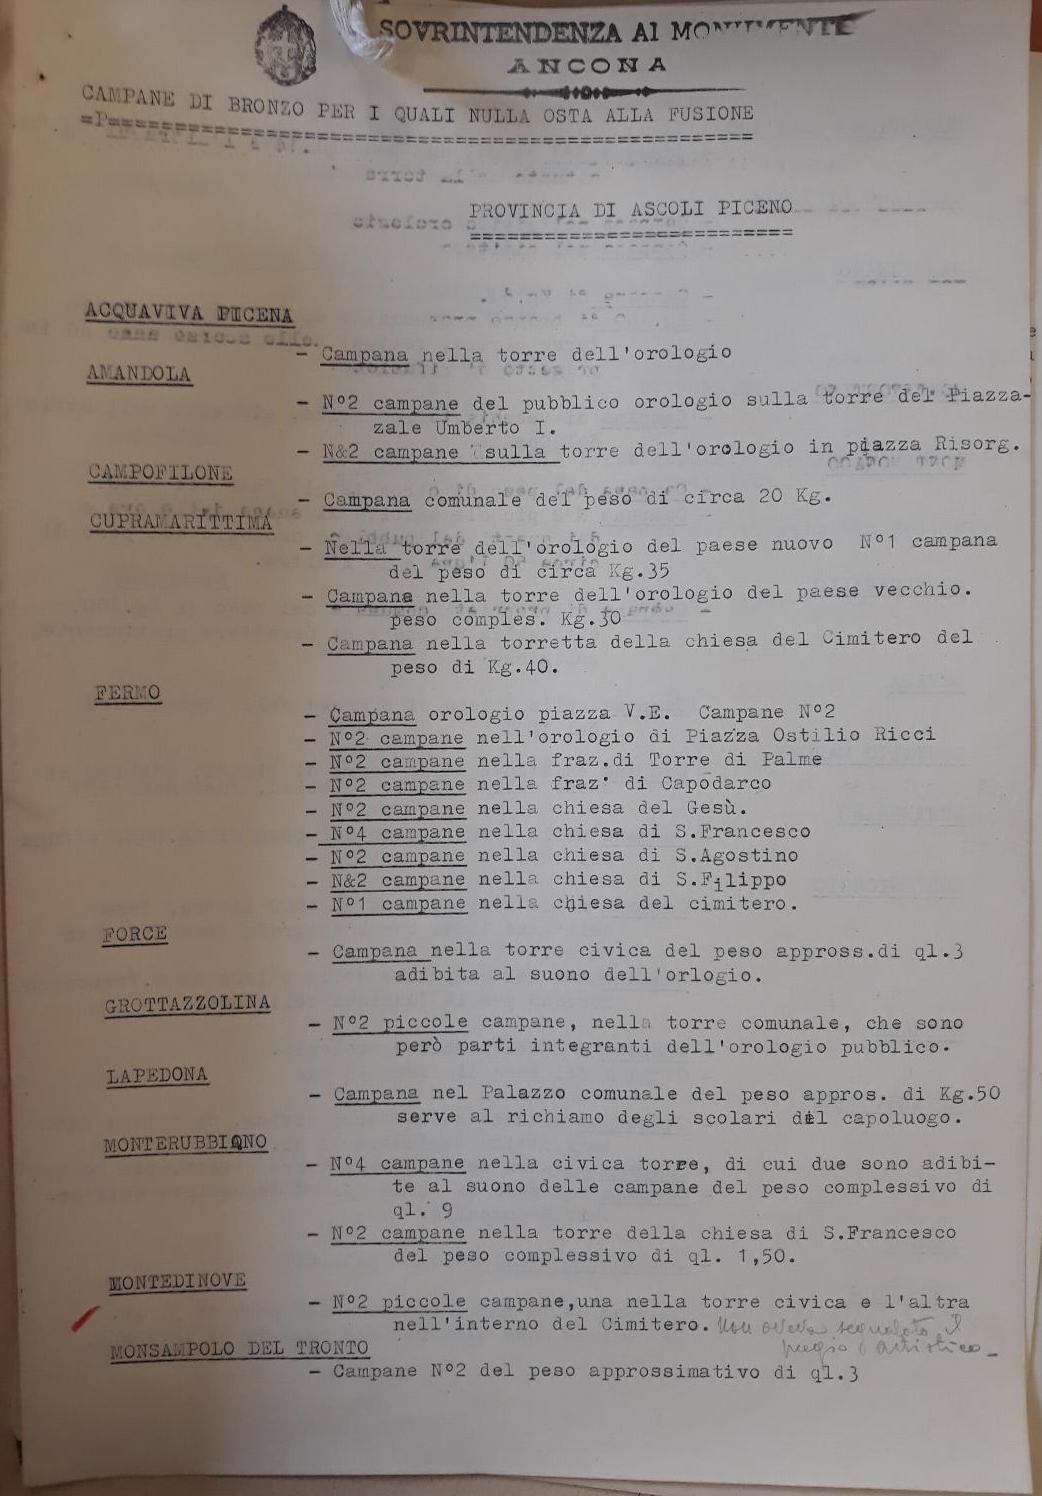 SOVRINTENDENZA AI MONUMENTI
ANCONA
CAMPANE DI BRONZO PER I QUALI NULLA OSTA ALLA FUSIONE
PROVINCIA DI ASCOLI PICENO
ACQUAVIVA PICENA
- Campana nella torre dell'orologio
AMANDOLA
- N°2 campane del pubblico orologio sulla torre del Piazza-
zale Umberto I.
- N&2 campane sulla torre dell'orologio in piazza Risorg.
CAMPOFILONE
- Campana comunale del peso di circa 20 Kg.
CUPRAMARITTIMA
- Nella torre dell'orologio del paese nuovo N°1 campana
del peso di circa Kg.35
- Campana nella torre dell'orologio del paese vecchio.
peso comples. Kg.30
- Campana nella torretta della chiesa del Cimitero del
peso di Kg.40.
FERMO
- Campana orologio piazza V.E. Campane N°2
- N°2 campane nell'orologio di Piazza Ostilio Ricci
- N°2 campane nella fraz.di Torre di Palme
- N°2 campane nella fraz· di Capodarco
- N°2 campane nella chiesa del Gesù.
- N°4 campane nella chiesa di S.Francesco
- N°2 campane nella chiesa di S.Agostino
- N&2 campane nella chiesa di S.Filippo
- N°1 campane nella chiesa del cimitero.
FORCE
- Campana nella torre civica del peso appross.di ql.3
adibita al suono dell'orlogio.
GROTTAZZOLINA
- N°2 piccole campane, nella torre comunale, che sono
però parti integranti dell'orologio pubblico.
LAPEDONA
- Campana nel Palazzo comunale del peso appros. di Kg.50
serve al richiamo degli scolari del capoluogo.
MONTERUBBIANO
- N°4 campane nella civica torre, di cui due sono adibi-
te al suono delle campane del peso complessivo di
ql. 9
- N°2 campane nella torre della chiesa di S.Francesco
del peso complessivo di ql. 1,50.
MONTEDINOVE
- N°2 piccole campane,una nella torre civica e l'altra
nell'interno del Cimitero. Non segnalato il
pregio artistico
MONSAMPOLO DEL TRONTO
- Campane N°2 del peso approssimativo di ql.3